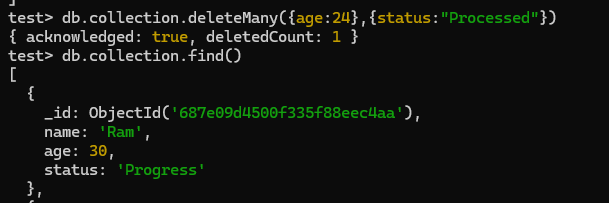 ]
test> db.collection.deleteMany({age:24},{status:"Processed"})
{ acknowledged: true, deletedCount: 1 }
test> db.collection.find()
[
  {
    _id: ObjectId('687e09d4500f335f88eec4aa'),
    name: 'Ram',
    age: 30,
    status: 'Progress'
  },
  {